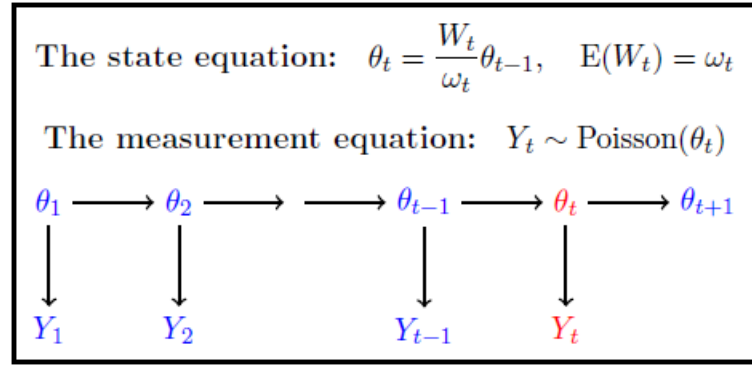 The state equation: θ_t = W_t/ω_t θ_{t−1}, E(W_t) = ω_t
The measurement equation: Y_t ∼ Poisson(θ_t)
θ_1 θ_2 θ_{t−1} θ_t θ_{t+1}
Y_1 Y_2 Y_{t−1} Y_t